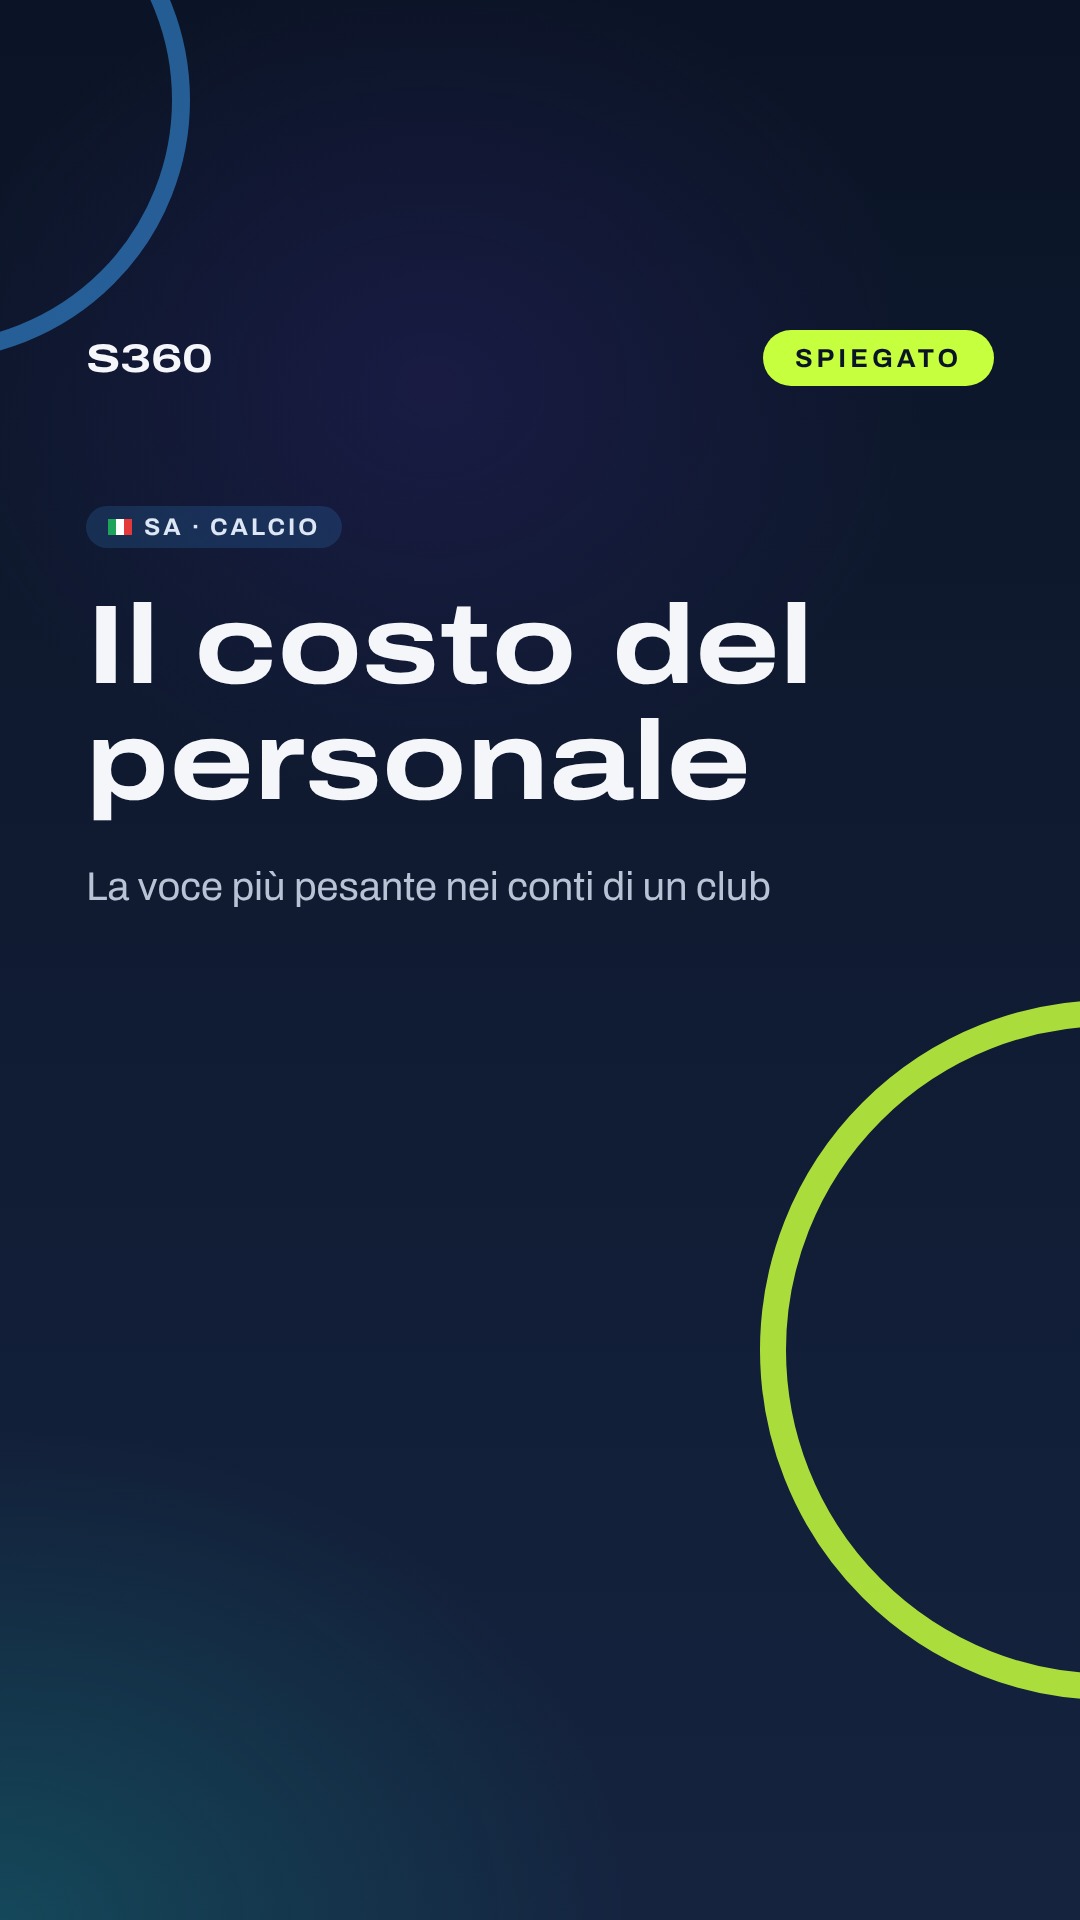 S360
SPIEGATO
SA · CALCIO
Il costo del
personale
La voce più pesante nei conti di un club